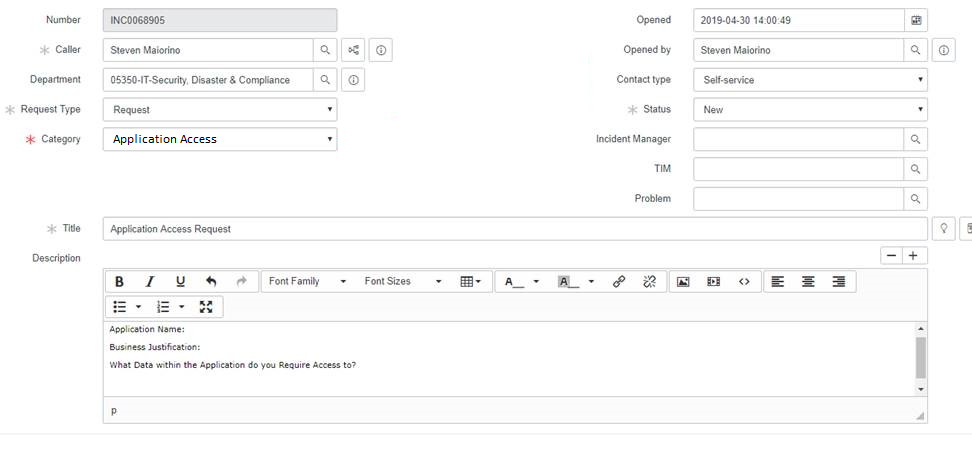 Number INC0068905 Opened 2019-04-30 14:00:49
Caller Steven Maiorino Opened by Steven Maiorino
Department 05350-IT-Security, Disaster & Compliance Contact type Self-service
Request Type Request Status New
Category Application Access Incident Manager
TIM
Problem
Title Application Access Request
Description
B I U Font Family Font Sizes A A
Application Name:
Business Justification:
What Data within the Application do you Require Access to?
p